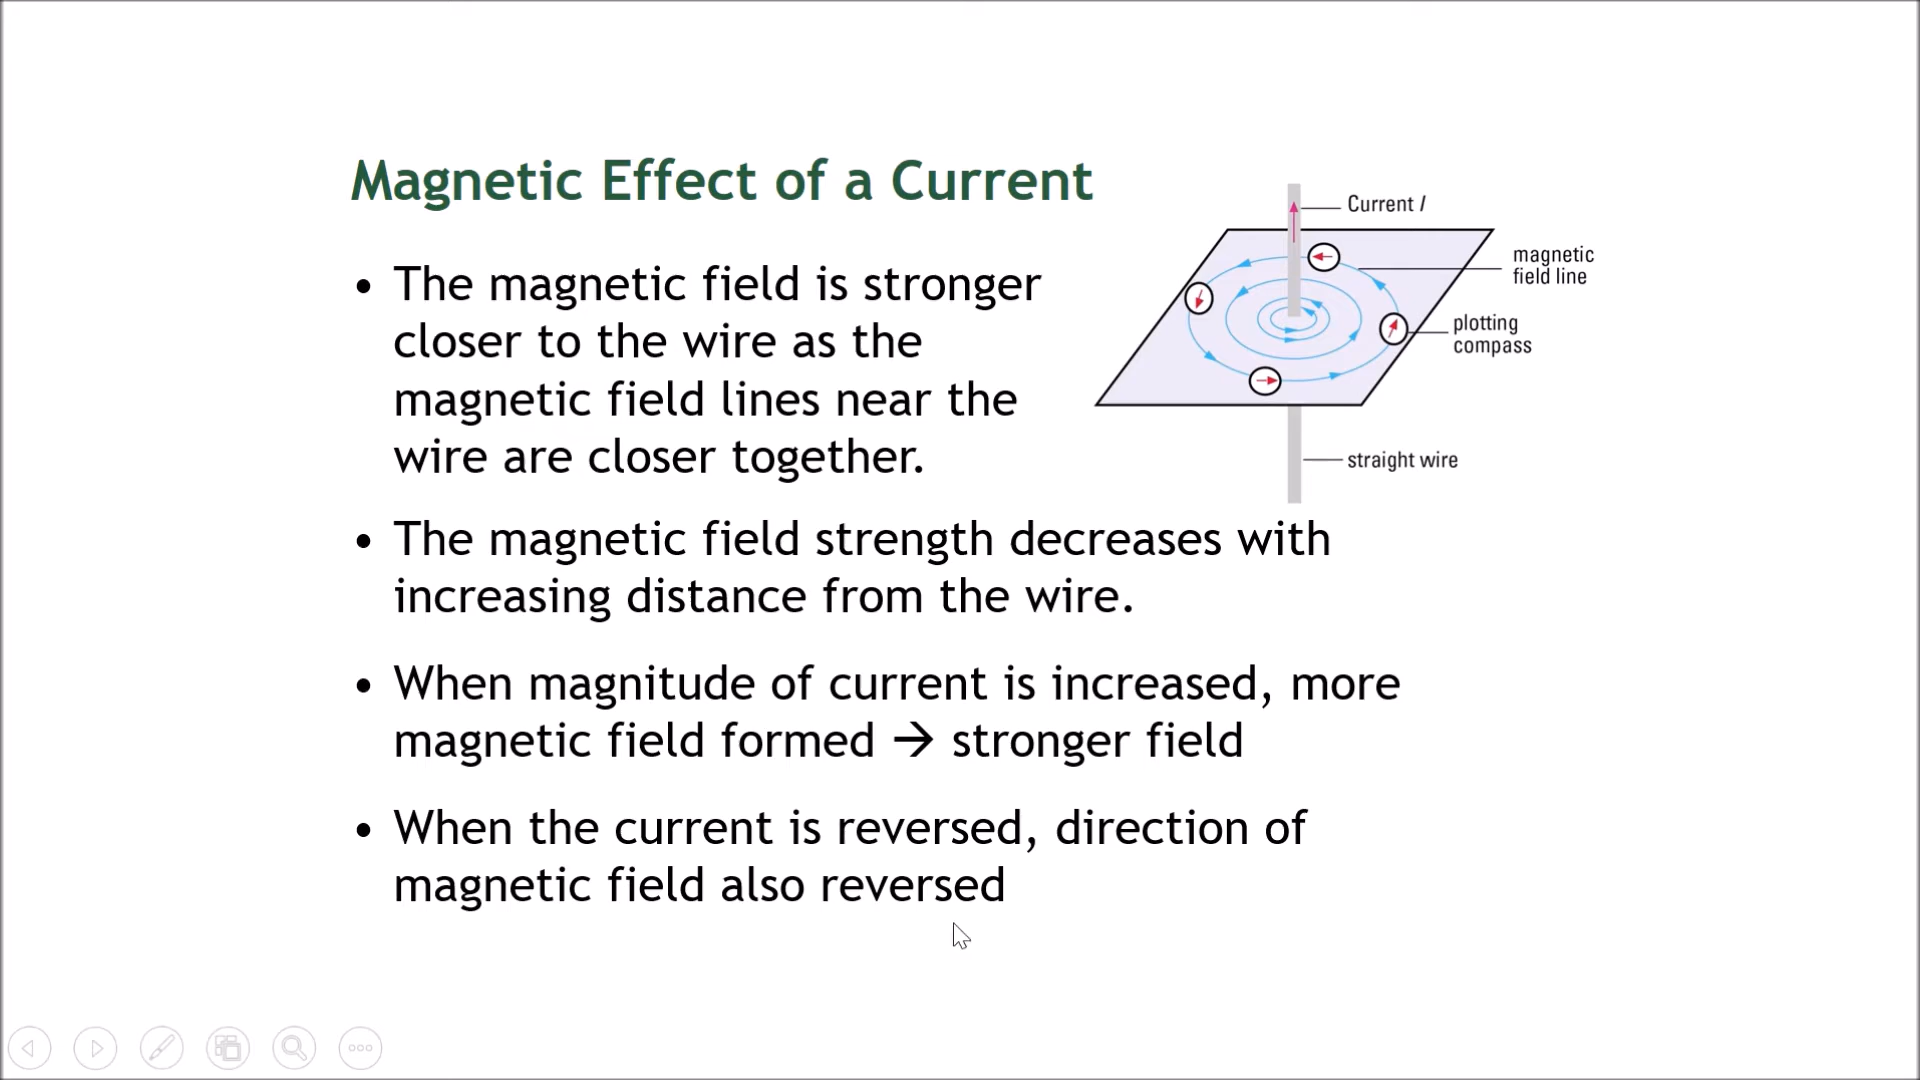 Magnetic Effect of a Current
• The magnetic field is stronger
closer to the wire as the
magnetic field lines near the
wire are closer together.
Current I
magnetic
field line
plotting
compass
straight wire
• The magnetic field strength decreases with
increasing distance from the wire.
• When magnitude of current is increased, more
magnetic field formed → stronger field
• When the current is reversed, direction of
magnetic field also reversed